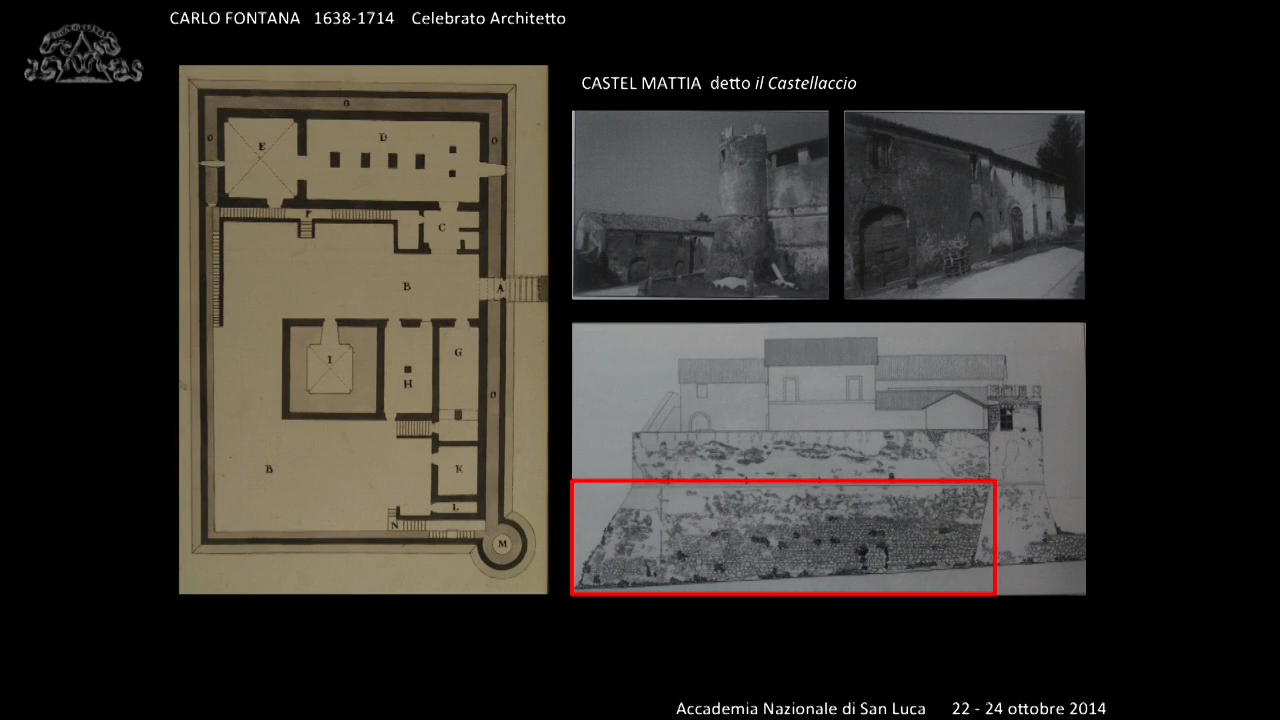 CARLO FONTANA 1638-1714 Celebrato Architetto
CASTEL MATTIA detto il Castellaccio
O
E
D
O
O
F
C
B
A
I
G
H
O
B
K
L
N
M
Accademia Nazionale di San Luca 22 - 24 ottobre 2014